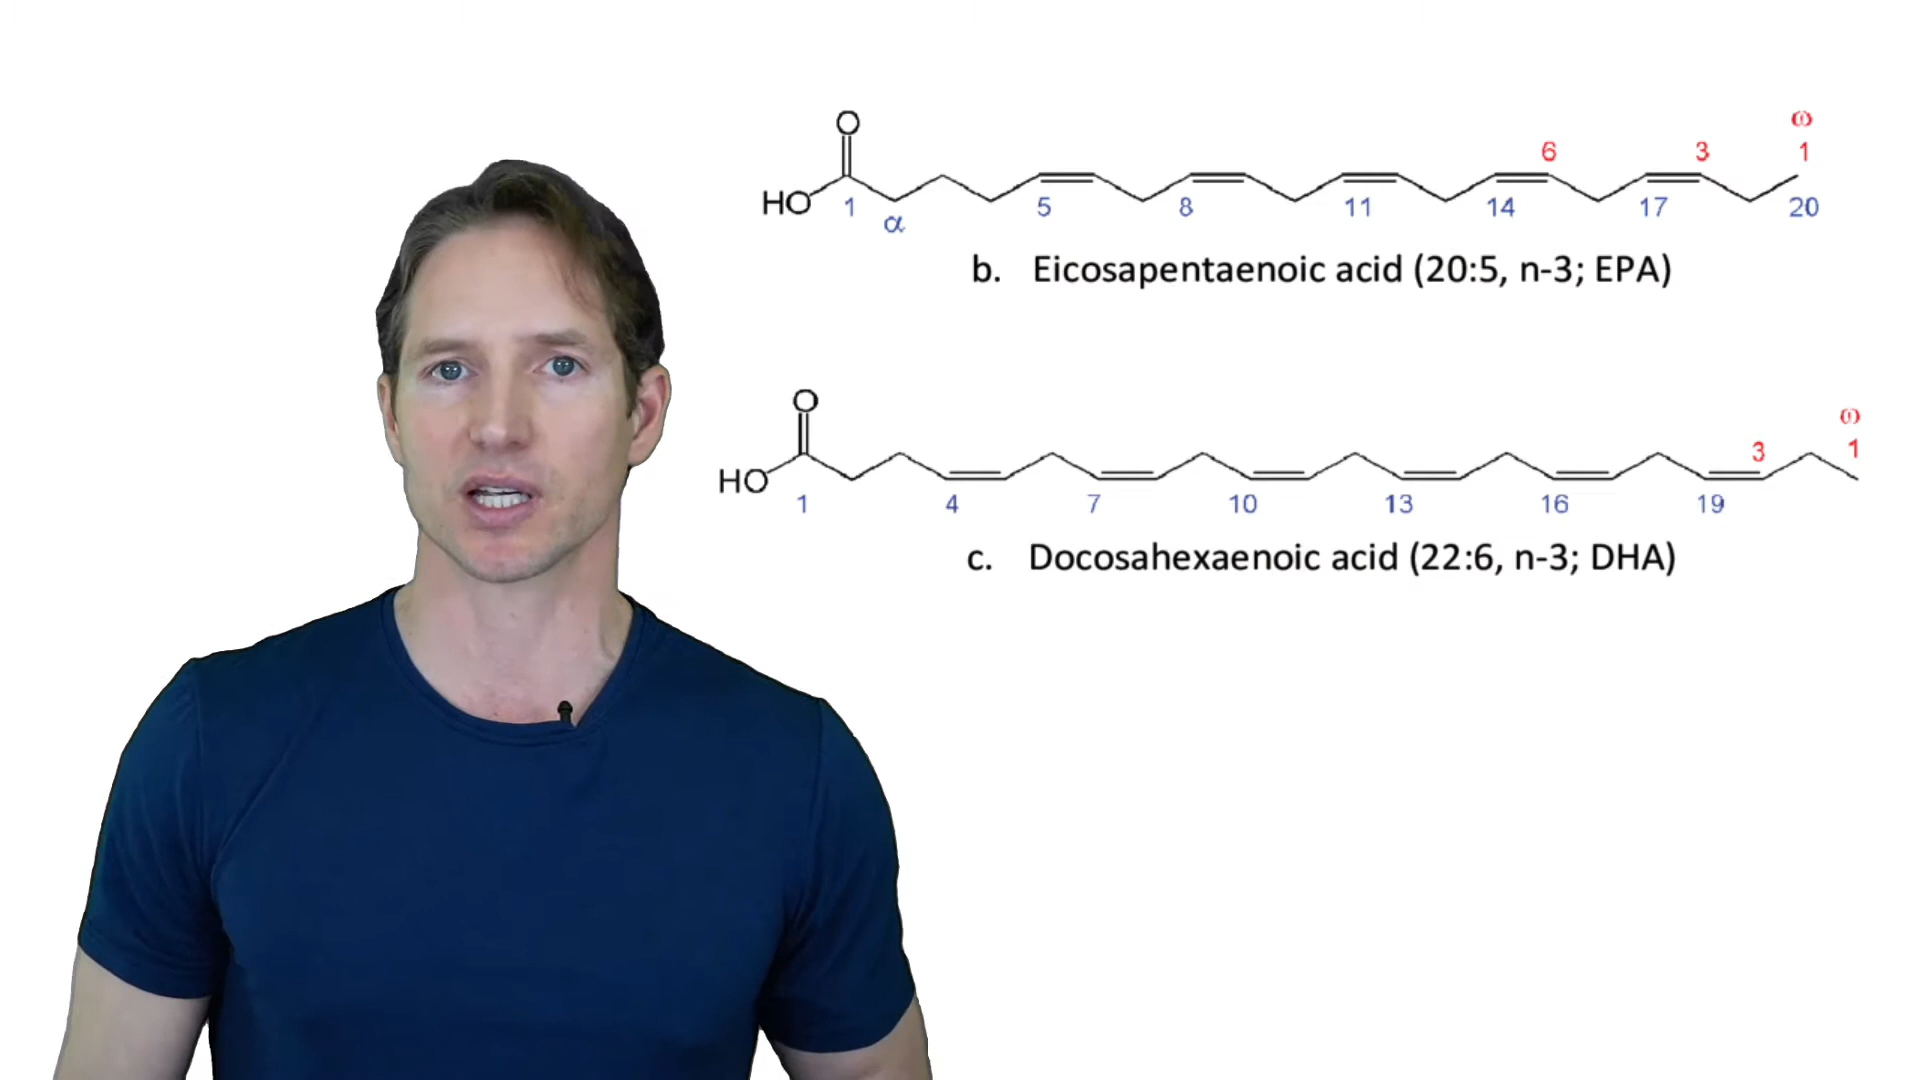 O
ω
6 3 1
HO 1 α 5 8 11 14 17 20
b. Eicosapentaenoic acid (20:5, n-3; EPA)
O
ω
3 1
HO 1 4 7 10 13 16 19
c. Docosahexaenoic acid (22:6, n-3; DHA)